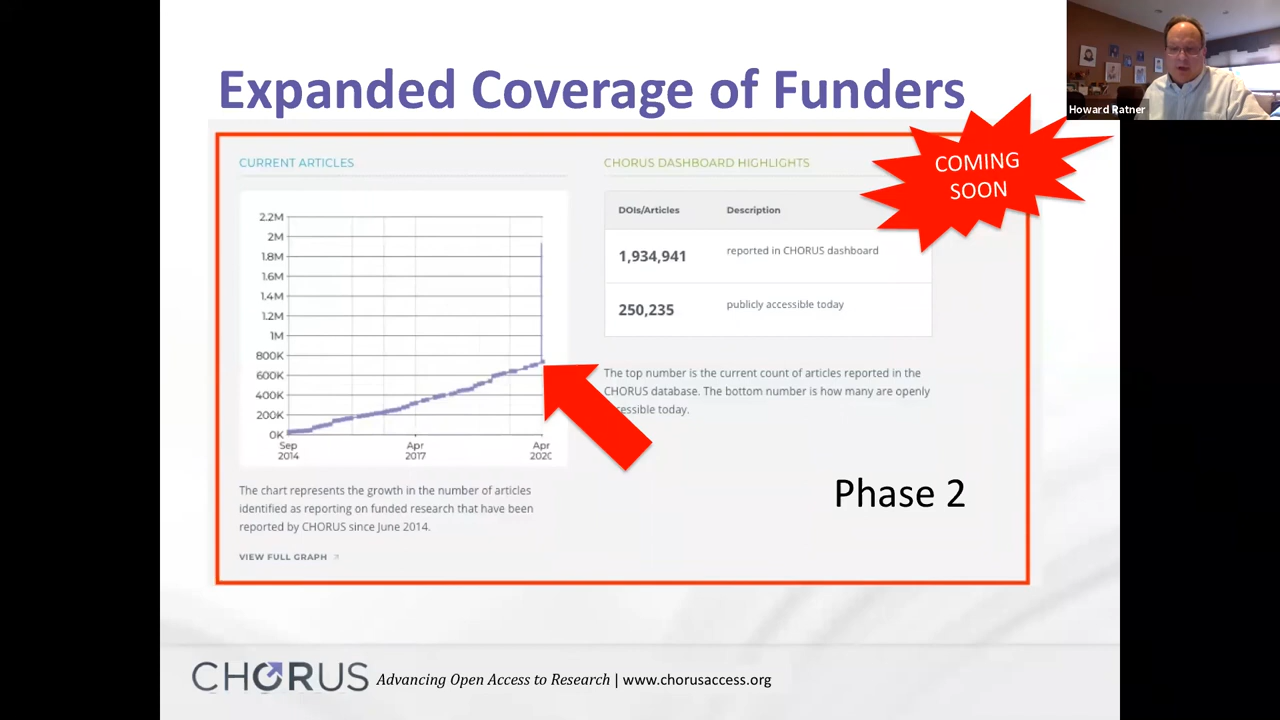 Expanded Coverage of Funders
Howard Ratner
COMING
SOON
CURRENT ARTICLES
2.2M
2M
1.8M
1.6M
1.4M
1.2M
1M
800K
600K
400K
200K
0K
Sep
2014
Apr
2017
Apr
2020
The chart represents the growth in the number of articles
identified as reporting on funded research that have been
reported by CHORUS since June 2014.
VIEW FULL GRAPH
CHORUS DASHBOARD HIGHLIGHTS
DOIs/Articles Description
1,934,941 reported in CHORUS dashboard
250,235 publicly accessible today
The top number is the current count of articles reported in the
CHORUS database. The bottom number is how many are openly
today.
Phase 2
CHORUS Advancing Open Access to Research | www.chorusaccess.org